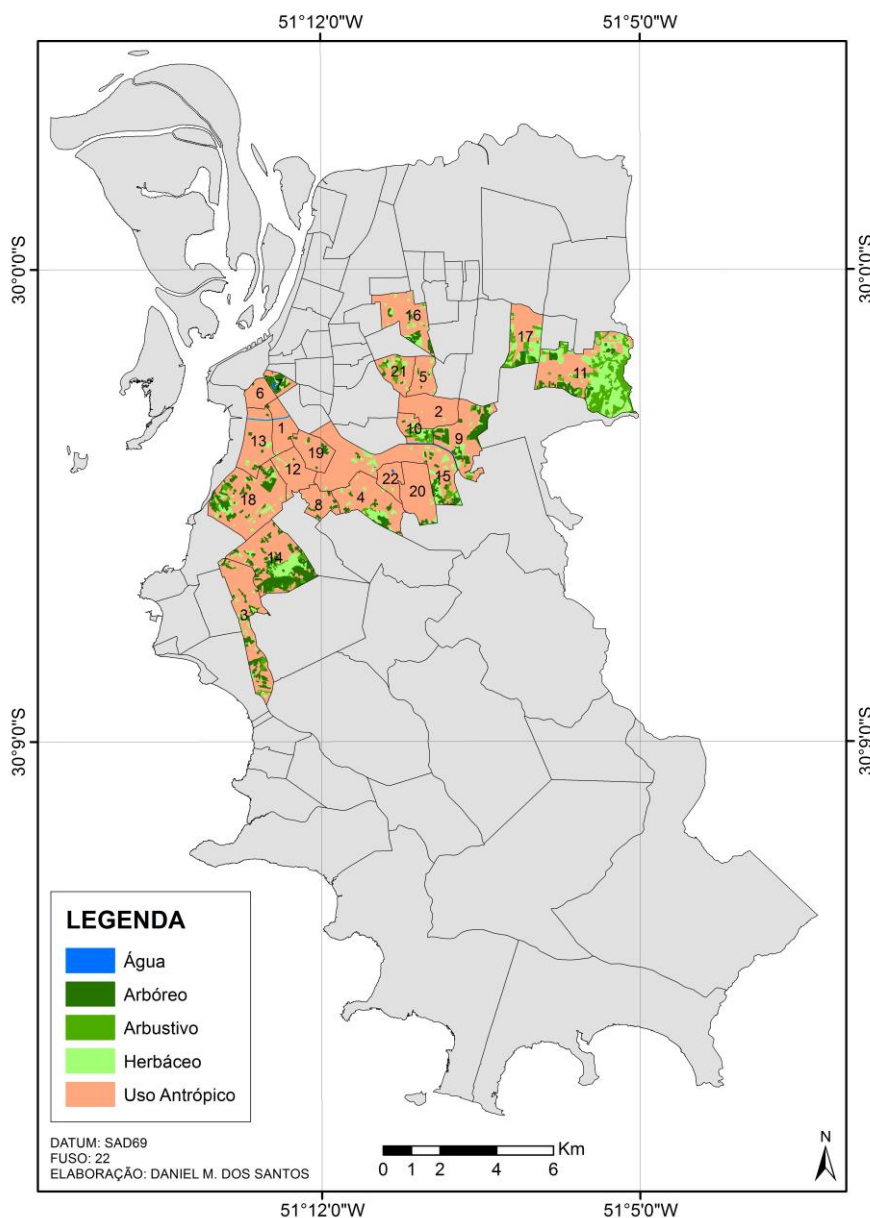 51°12'0"W 51°5'0"W
30°0'0"S 30°0'0"S
16
17
11
21
5
7
6
2
10
1
9
13
19
12
22
15
18
4
20
8
14
3
30°9'0"S 30°9'0"S
LEGENDA
Água
Arbóreo
Arbustivo
Herbáceo
Uso Antrópico
DATUM: SAD69
FUSO: 22
ELABORAÇÃO: DANIEL M. DOS SANTOS
Km
0 1 2 4 6
N
51°12'0"W 51°5'0"W